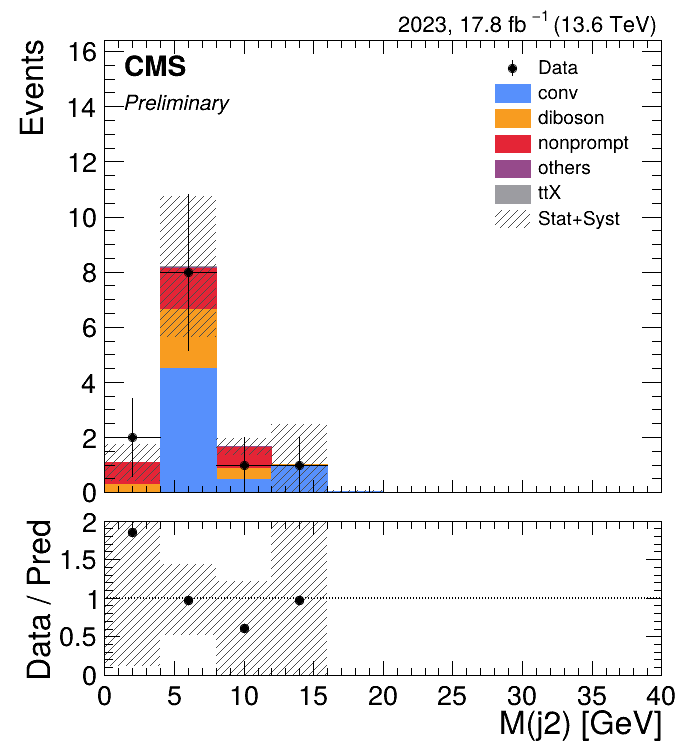 2023, 17.8 fb⁻¹ (13.6 TeV)
Events
CMS
Preliminary
Data
conv
diboson
nonprompt
others
ttX
Stat+Syst
16
14
12
10
8
6
4
2
0
Data / Pred
2
1.5
1
0.5
0
0 5 10 15 20 25 30 35 40
M(j2) [GeV]